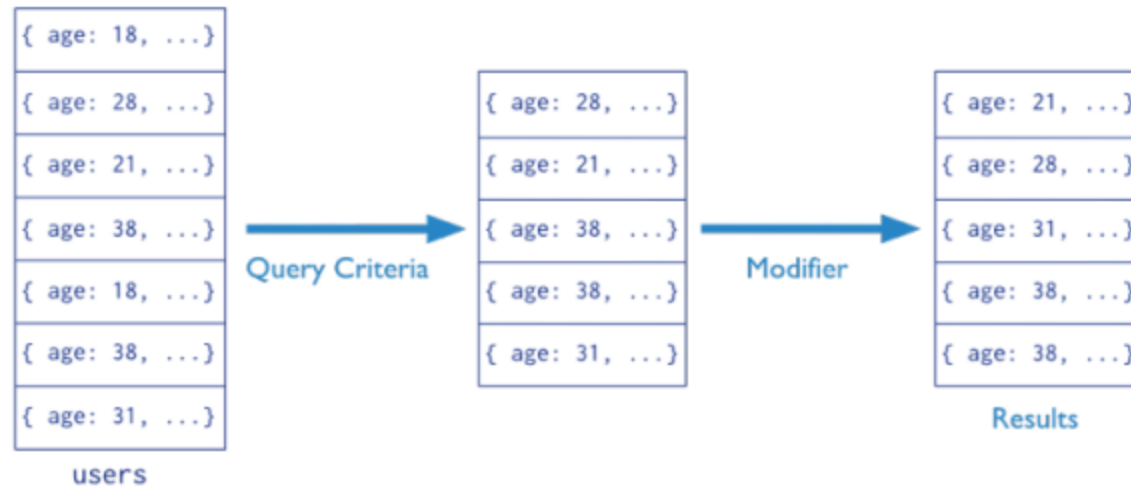 { age: 18, ...}
{ age: 28, ...}
{ age: 21, ...}
{ age: 38, ...}
{ age: 18, ...}
{ age: 38, ...}
{ age: 31, ...}
users
Query Criteria
{ age: 28, ...}
{ age: 21, ...}
{ age: 38, ...}
{ age: 38, ...}
{ age: 31, ...}
Modifier
{ age: 21, ...}
{ age: 28, ...}
{ age: 31, ...}
{ age: 38, ...}
{ age: 38, ...}
Results